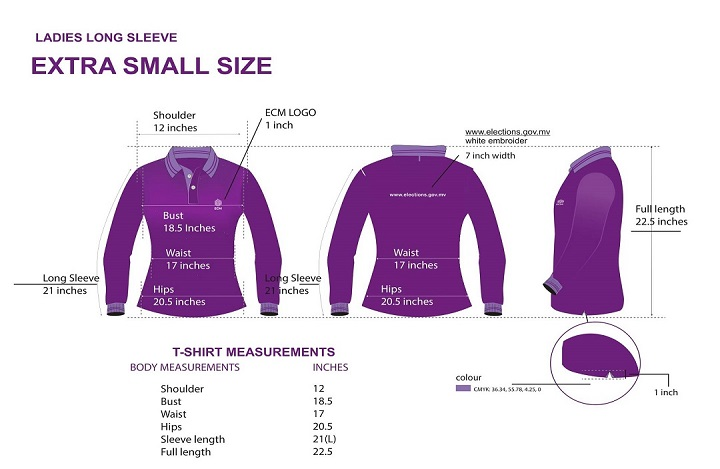 LADIES LONG SLEEVE
EXTRA SMALL SIZE
Shoulder
12 inches
ECM LOGO
1 inch
www.elections.gov.mv
white embroider
7 inch width
ECM
www.elections.gov.mv
Bust
18.5 Inches
Waist
17 inches
Hips
20.5 inches
Long Sleeve
21 inches
Long Sleeve
21 inches
Waist
17 inches
Hips
20.5 inches
Full length
22.5 inches
T-SHIRT MEASUREMENTS
BODY MEASUREMENTS INCHES
Shoulder 12
Bust 18.5
Waist 17
Hips 20.5
Sleeve length 21(L)
Full length 22.5
colour
CMYK: 36.34, 55.78, 4.25, 0
1 inch